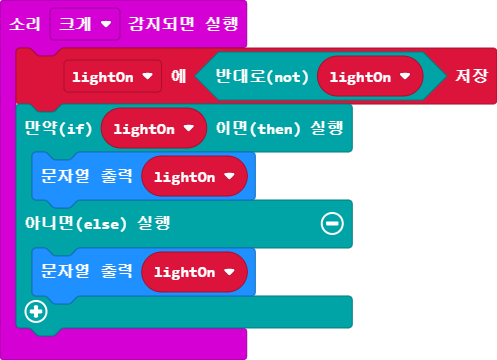 소리 크게 감지되면 실행
lightOn 에 반대로(not) lightOn 저장
만약(if) lightOn 이면(then) 실행
문자열 출력 lightOn
아니면(else) 실행
문자열 출력 lightOn